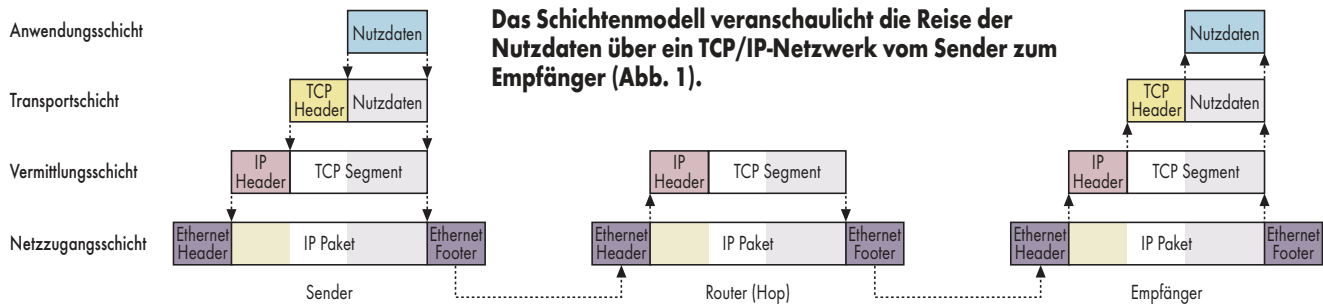 Das Schichtenmodell veranschaulicht die Reise der
Nutzdaten über ein TCP/IP-Netzwerk vom Sender zum
Empfänger (Abb. 1).
Anwendungsschicht
Nutzdaten
Nutzdaten
Transportschicht
TCP
Header
Nutzdaten
TCP
Header
Nutzdaten
Vermittlungsschicht
IP
Header
TCP Segment
IP
Header
TCP Segment
IP
Header
TCP Segment
Netzzugangsschicht
Ethernet
Header
IP Paket
Ethernet
Footer
Ethernet
Header
IP Paket
Ethernet
Footer
Ethernet
Header
IP Paket
Ethernet
Footer
Sender
Router (Hop)
Empfänger